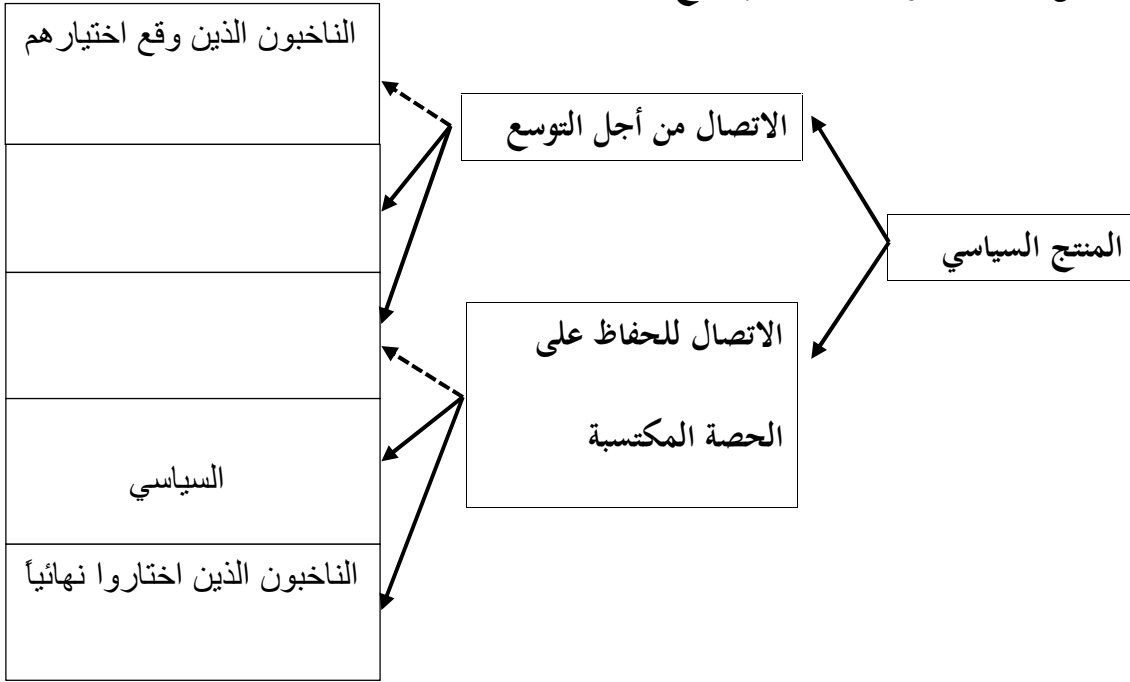 الناخبون الذين وقع اختيارهم
الاتصال من أجل التوسع
المنتج السياسي
الاتصال للحفاظ على
الحصة المكتسبة
السياسي
الناخبون الذين اختاروا نهائياً